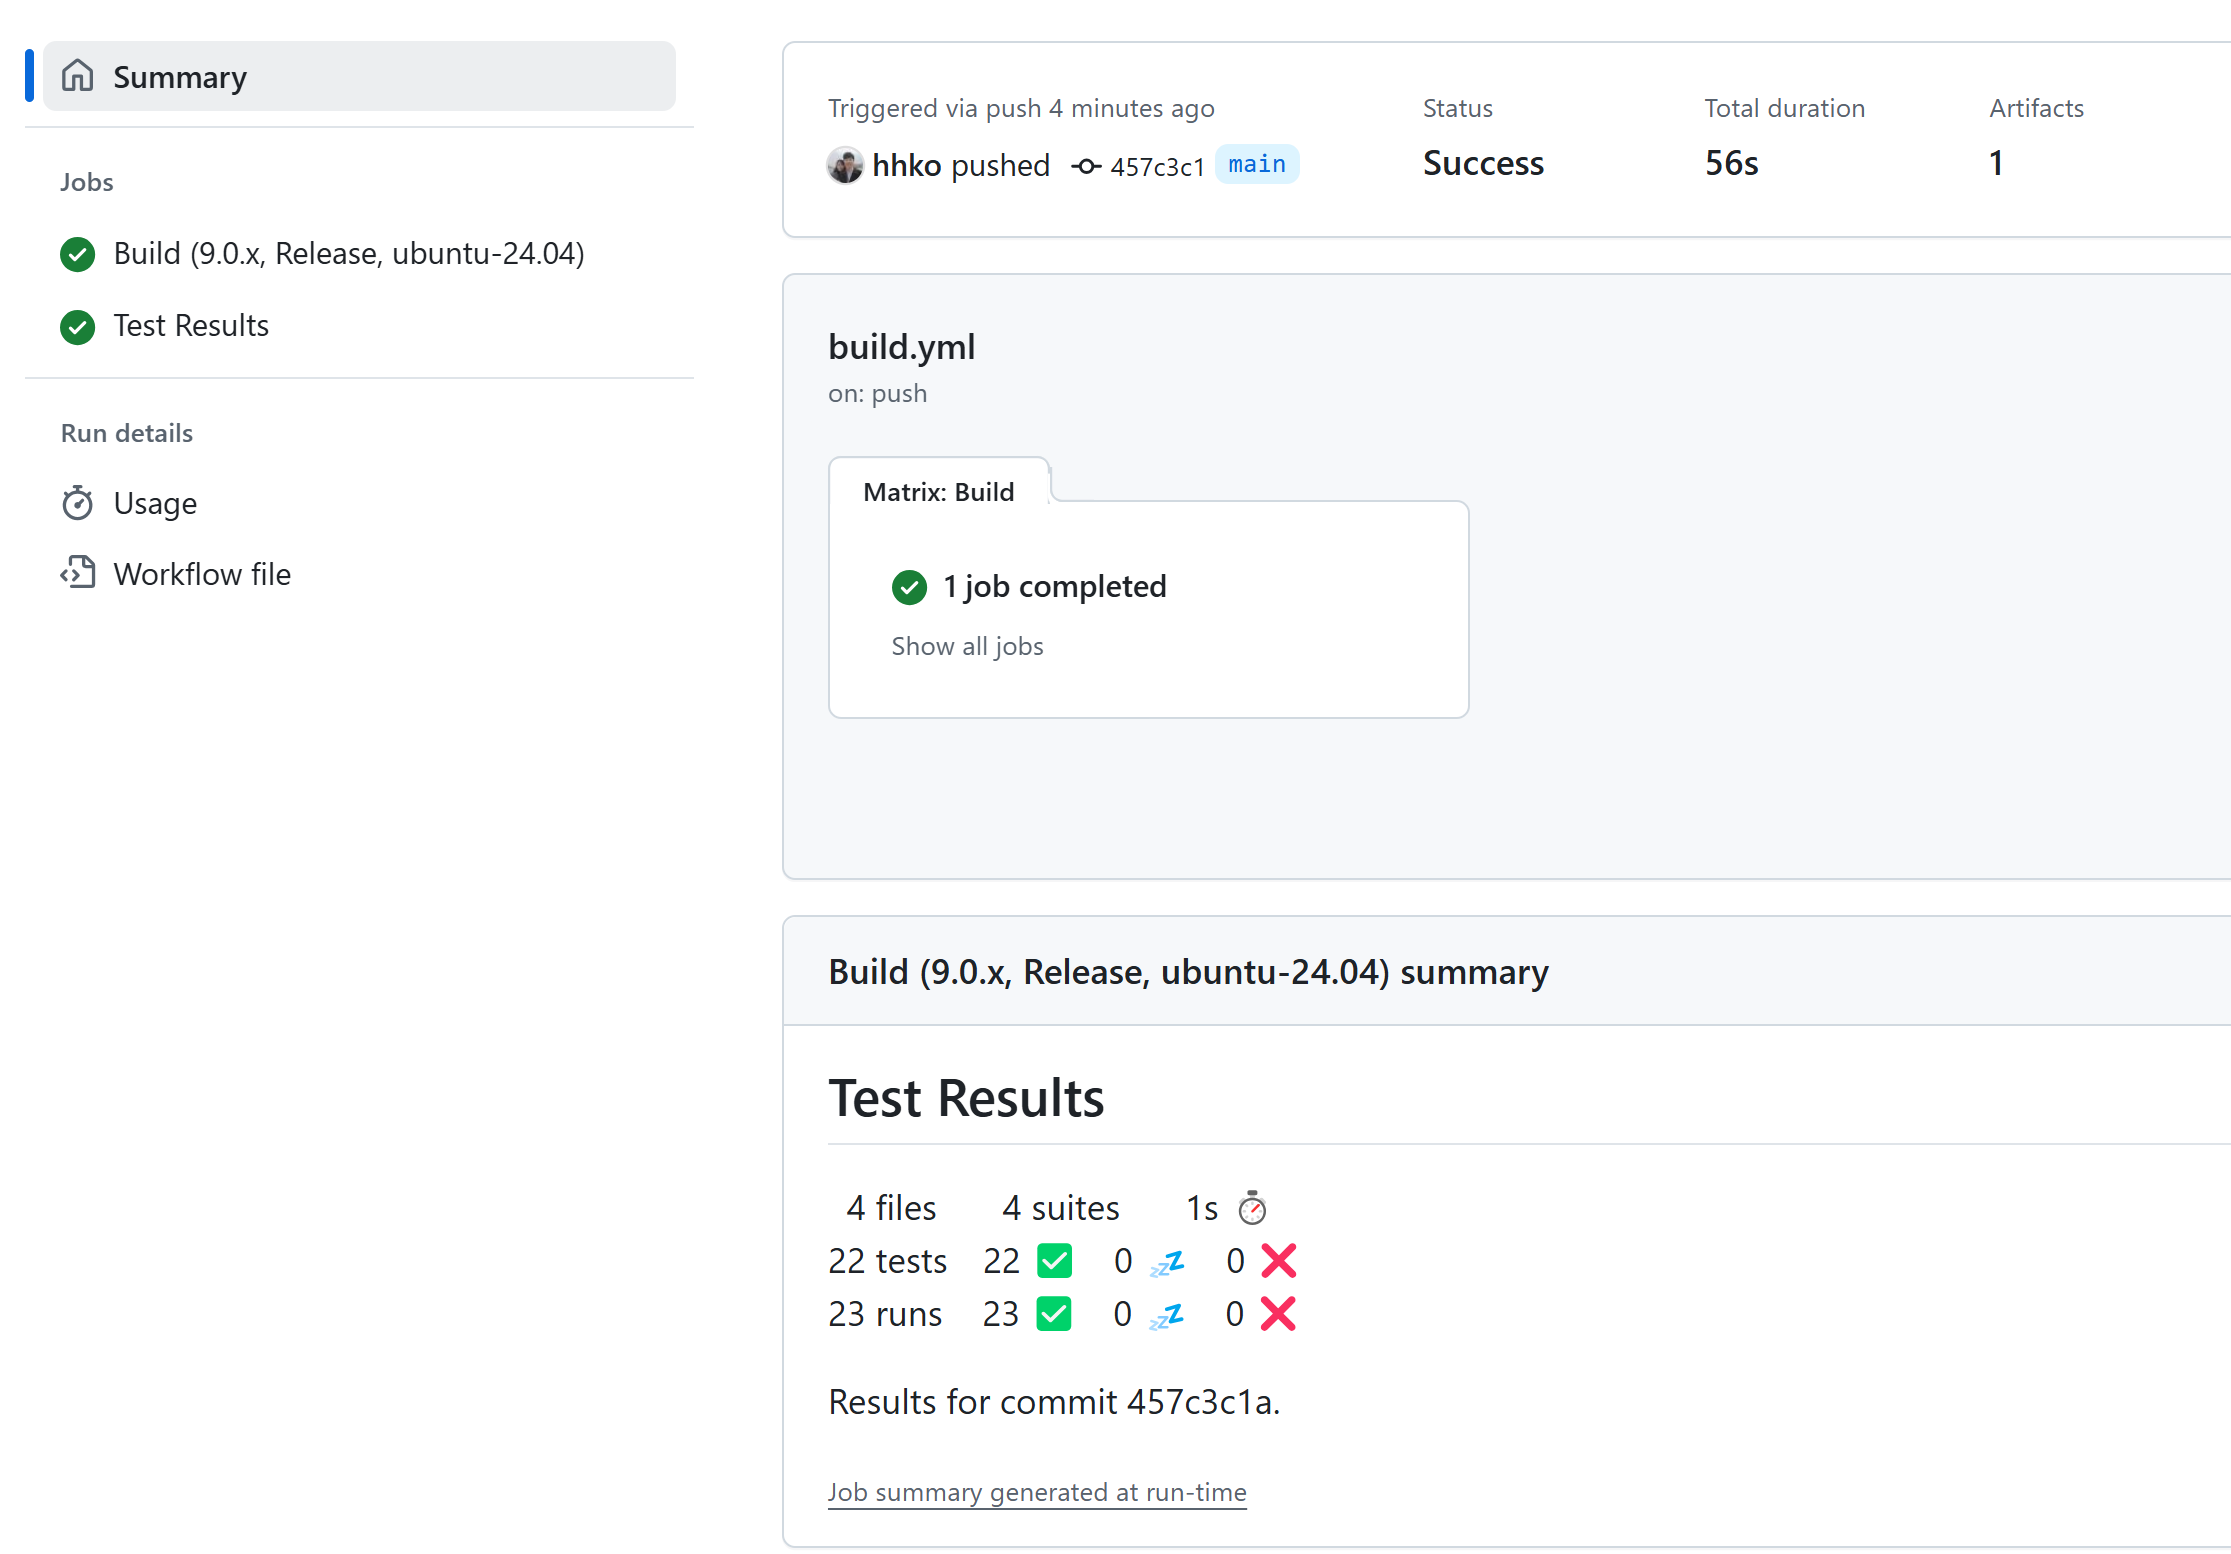 Summary
Jobs
Build (9.0.x, Release, ubuntu-24.04)
Test Results
Run details
Usage
Workflow file
Triggered via push 4 minutes ago
hhko pushed 457c3c1 main
Status
Success
Total duration
56s
Artifacts
1
build.yml
on: push
Matrix: Build
1 job completed
Show all jobs
Build (9.0.x, Release, ubuntu-24.04) summary
Test Results
4 files 4 suites 1s ⏱️
22 tests 22 ✅ 0 💤 0 ❌
23 runs 23 ✅ 0 💤 0 ❌
Results for commit 457c3c1a.
Job summary generated at run-time